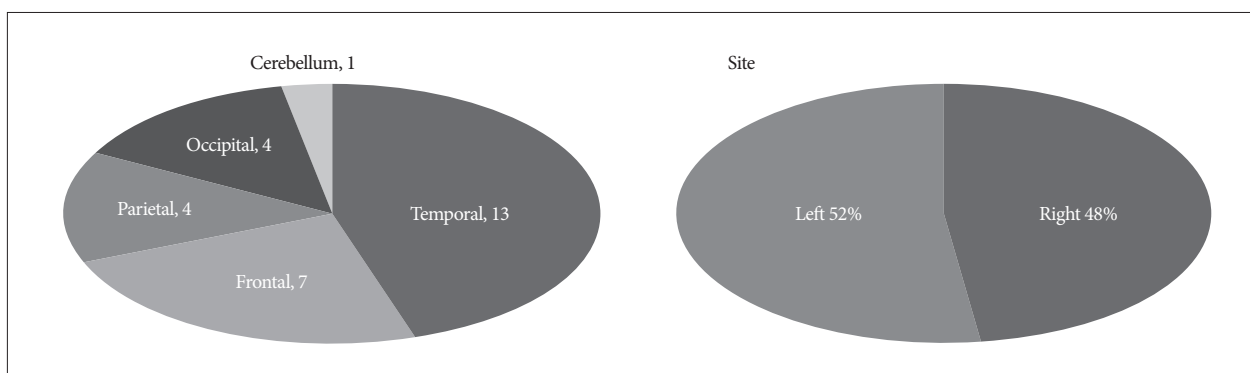 Cerebellum, 1
Occipital, 4
Parietal, 4
Temporal, 13
Frontal, 7
Site
Left 52%
Right 48%